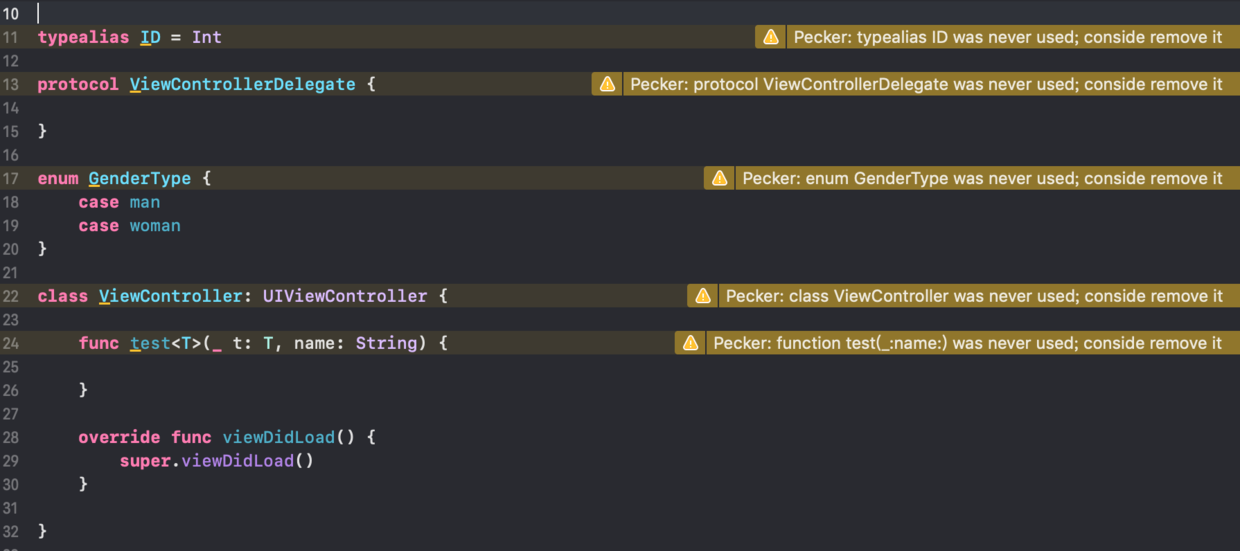 10
11 typealias ID = Int Pecker: typealias ID was never used; conside remove it
12
13 protocol ViewControllerDelegate { Pecker: protocol ViewControllerDelegate was never used; conside remove it
14
15 }
16
17 enum GenderType { Pecker: enum GenderType was never used; conside remove it
18     case man
19     case woman
20 }
21
22 class ViewController: UIViewController { Pecker: class ViewController was never used; conside remove it
23
24     func test<T>(_ t: T, name: String) { Pecker: function test(_:name:) was never used; conside remove it
25
26     }
27
28     override func viewDidLoad() {
29         super.viewDidLoad()
30     }
31
32 }